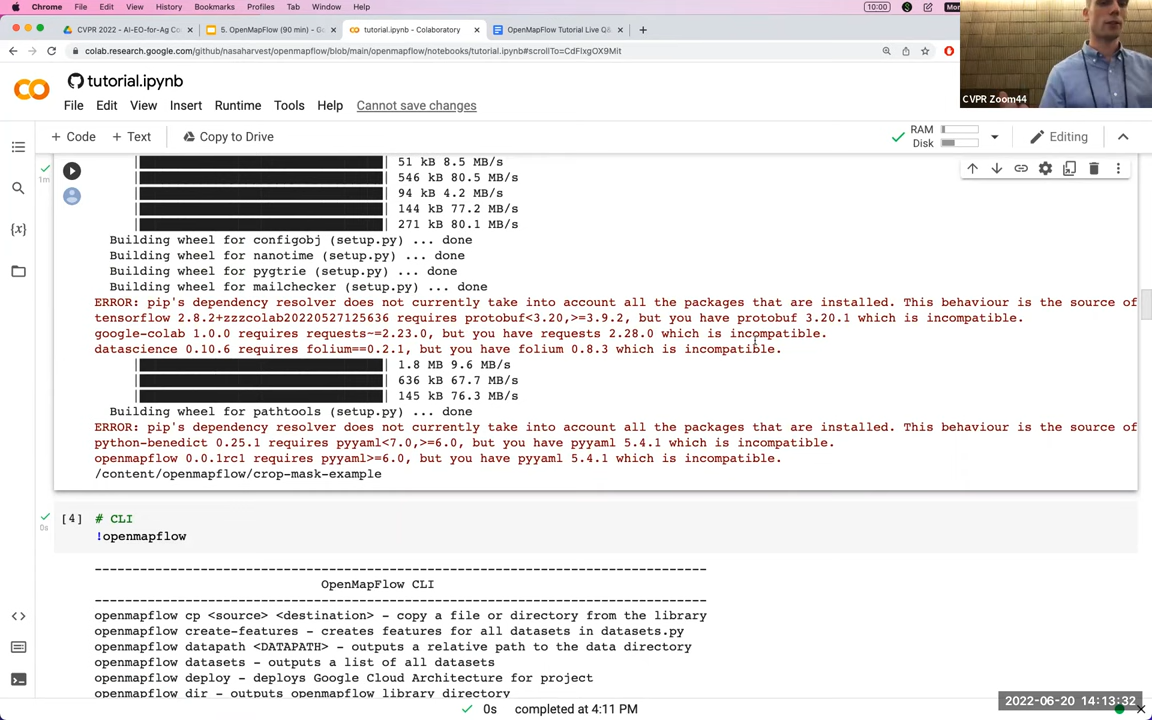 Chrome File Edit View History Bookmarks Profiles Tab Window Help 10:00
CVPR 2022 - AI-EO-for-Ag Co
5. OpenMapFlow (90 min) - Go
tutorial.ipynb - Colaboratory
OpenMapFlow Tutorial Live Q&
colab.research.google.com/github/nasaharvest/openmapflow/blob/main/openmapflow/notebooks/tutorial.ipynb#scrollTo=CdFIxgOX9Mit
CVPR Zoom44
tutorial.ipynb
File Edit View Insert Runtime Tools Help Cannot save changes
+ Code + Text Copy to Drive
RAM
Disk
Editing
1m
| 51 kB 8.5 MB/s
| 546 kB 80.5 MB/s
| 94 kB 4.2 MB/s
| 144 kB 77.2 MB/s
| 271 kB 80.1 MB/s
Building wheel for configobj (setup.py) ... done
Building wheel for nanotime (setup.py) ... done
Building wheel for pygtrie (setup.py) ... done
Building wheel for mailchecker (setup.py) ... done
ERROR: pip's dependency resolver does not currently take into account all the packages that are installed. This behaviour is the source of
tensorflow 2.8.2+zzzcolab20220527125636 requires protobuf<3.20,>=3.9.2, but you have protobuf 3.20.1 which is incompatible.
google-colab 1.0.0 requires requests~=2.23.0, but you have requests 2.28.0 which is incompatible.
datascience 0.10.6 requires folium==0.2.1, but you have folium 0.8.3 which is incompatible.
| 1.8 MB 9.6 MB/s
| 636 kB 67.7 MB/s
| 145 kB 76.3 MB/s
Building wheel for pathtools (setup.py) ... done
ERROR: pip's dependency resolver does not currently take into account all the packages that are installed. This behaviour is the source of
python-benedict 0.25.1 requires pyyaml<7.0,>=6.0, but you have pyyaml 5.4.1 which is incompatible.
openmapflow 0.0.1rc1 requires pyyaml>=6.0, but you have pyyaml 5.4.1 which is incompatible.
/content/openmapflow/crop-mask-example
[4] # CLI
0s
!openmapflow
--------------------------------------------------------------------------------
OpenMapFlow CLI
--------------------------------------------------------------------------------
openmapflow cp <source> <destination> - copy a file or directory from the library
openmapflow create-features - creates features for all datasets in datasets.py
openmapflow datapath <DATAPATH> - outputs a relative path to the data directory
openmapflow datasets - outputs a list of all datasets
openmapflow deploy - deploys Google Cloud Architecture for project
openmapflow dir - outputs openmapflow library directory
0s completed at 4:11 PM
2022-06-20 14:13:32